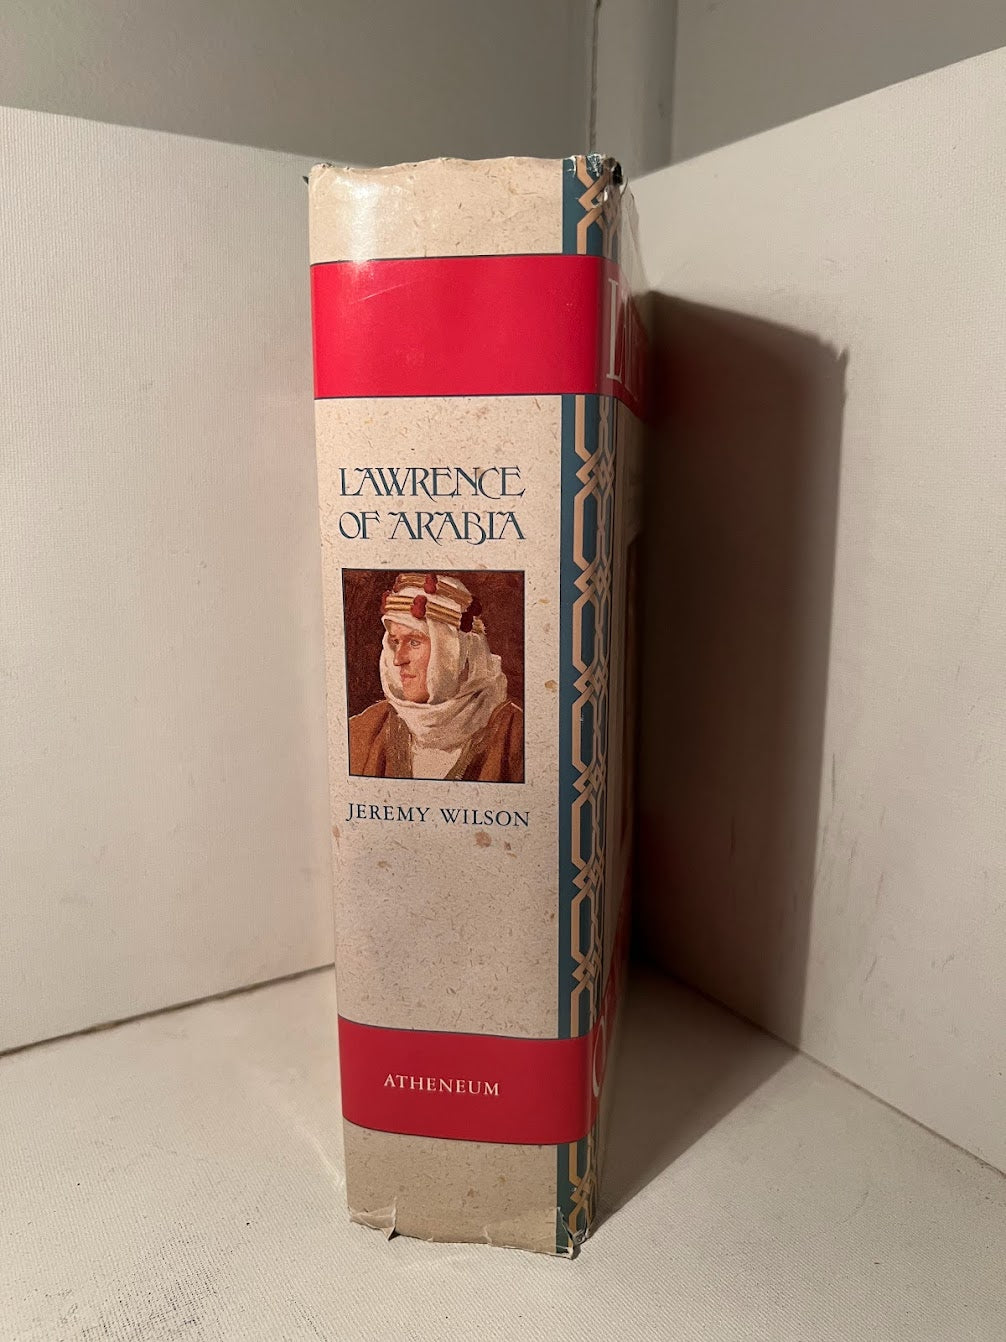 LAWRENCE
OF ARABIA
JEREMY WILSON
ATHENEUM